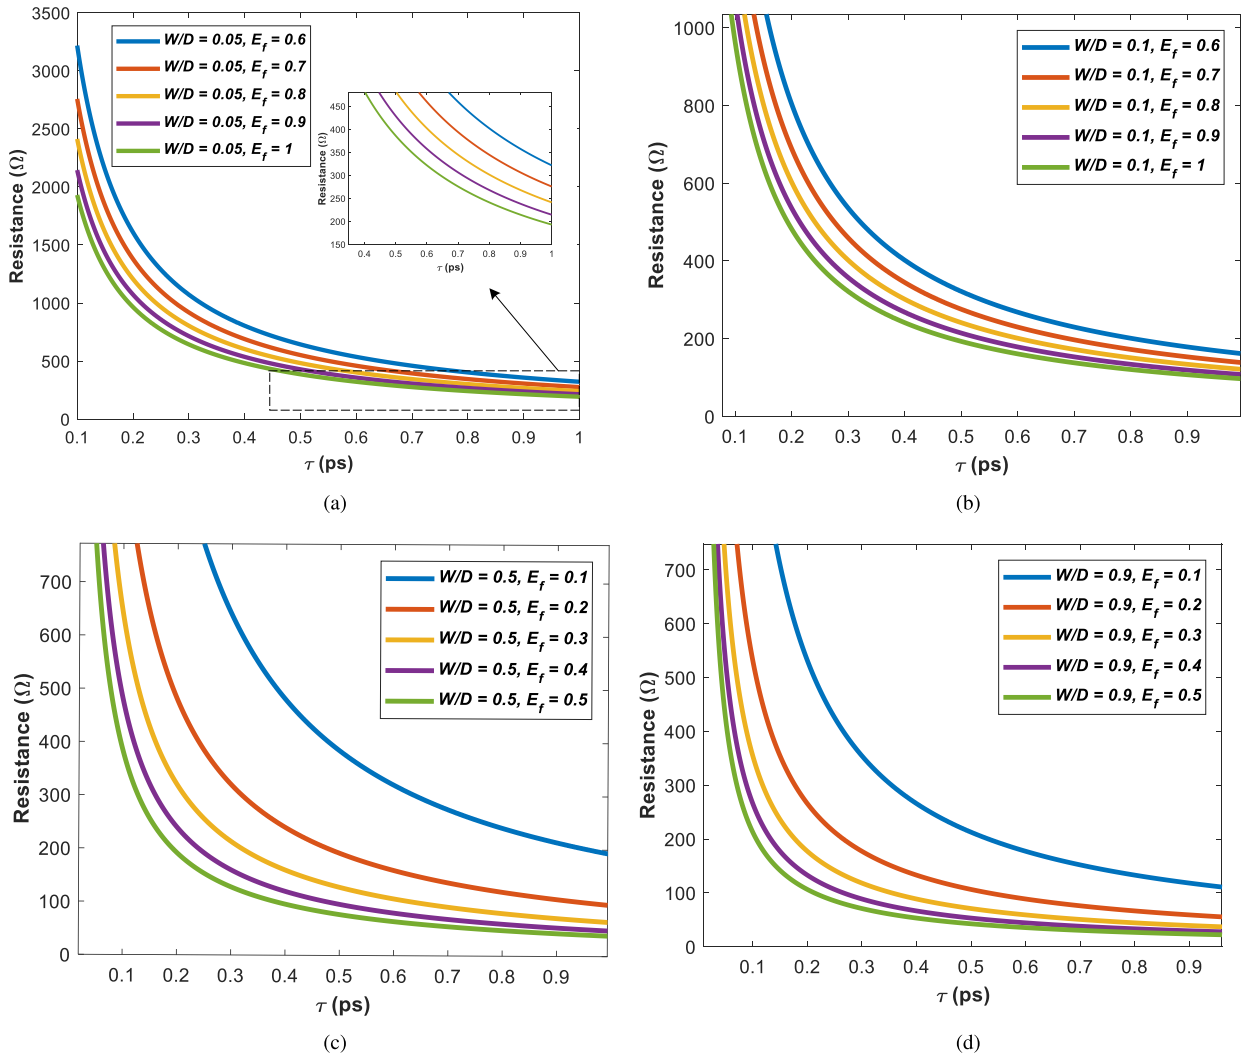 3500
3000
2500
2000
1500
1000
500
0
Resistance (Ω)
W/D = 0.05, E_f = 0.6
W/D = 0.05, E_f = 0.7
W/D = 0.05, E_f = 0.8
W/D = 0.05, E_f = 0.9
W/D = 0.05, E_f = 1
450
400
350
300
250
200
150
Resistance (Ω)
0.4 0.5 0.6 0.7 0.8 0.9 1
τ (ps)
0.1 0.2 0.3 0.4 0.5 0.6 0.7 0.8 0.9 1
τ (ps)
(a)
1000
800
600
400
200
0
Resistance (Ω)
W/D = 0.1, E_f = 0.6
W/D = 0.1, E_f = 0.7
W/D = 0.1, E_f = 0.8
W/D = 0.1, E_f = 0.9
W/D = 0.1, E_f = 1
0.1 0.2 0.3 0.4 0.5 0.6 0.7 0.8 0.9
τ (ps)
(b)
700
600
500
400
300
200
100
0
Resistance (Ω)
W/D = 0.5, E_f = 0.1
W/D = 0.5, E_f = 0.2
W/D = 0.5, E_f = 0.3
W/D = 0.5, E_f = 0.4
W/D = 0.5, E_f = 0.5
0.1 0.2 0.3 0.4 0.5 0.6 0.7 0.8 0.9
τ (ps)
(c)
700
600
500
400
300
200
100
0
Resistance (Ω)
W/D = 0.9, E_f = 0.1
W/D = 0.9, E_f = 0.2
W/D = 0.9, E_f = 0.3
W/D = 0.9, E_f = 0.4
W/D = 0.9, E_f = 0.5
0.1 0.2 0.3 0.4 0.5 0.6 0.7 0.8 0.9
τ (ps)
(d)